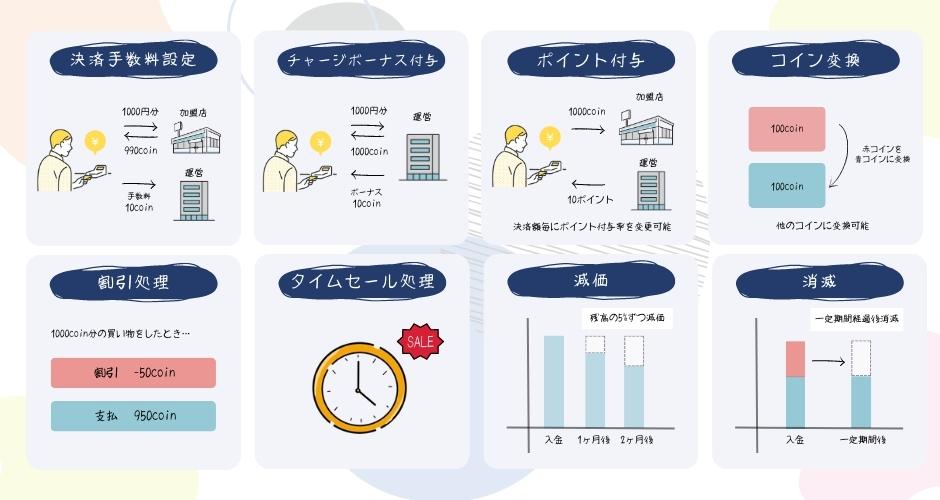 決済手数料設定
1000円分
加盟店
¥
990coin
運営
手数料
10coin
チャージボーナス付与
1000円分
運営
¥
1000coin
ボーナス
10coin
ポイント付与
加盟店
1000coin
¥
運営
10ポイント
決済額毎にポイント付与率を変更可能
コイン変換
100coin
赤コインを
青コインに変換
100coin
他のコインに変換可能
割引処理
1000coin分の買い物をしたとき…
割引 -50coin
支払 950coin
タイムセール処理
SALE
減価
残高の5%ずつ減価
入金 1ヶ月後 2ヶ月後
消滅
一定期間経過後消滅
入金 一定期間後